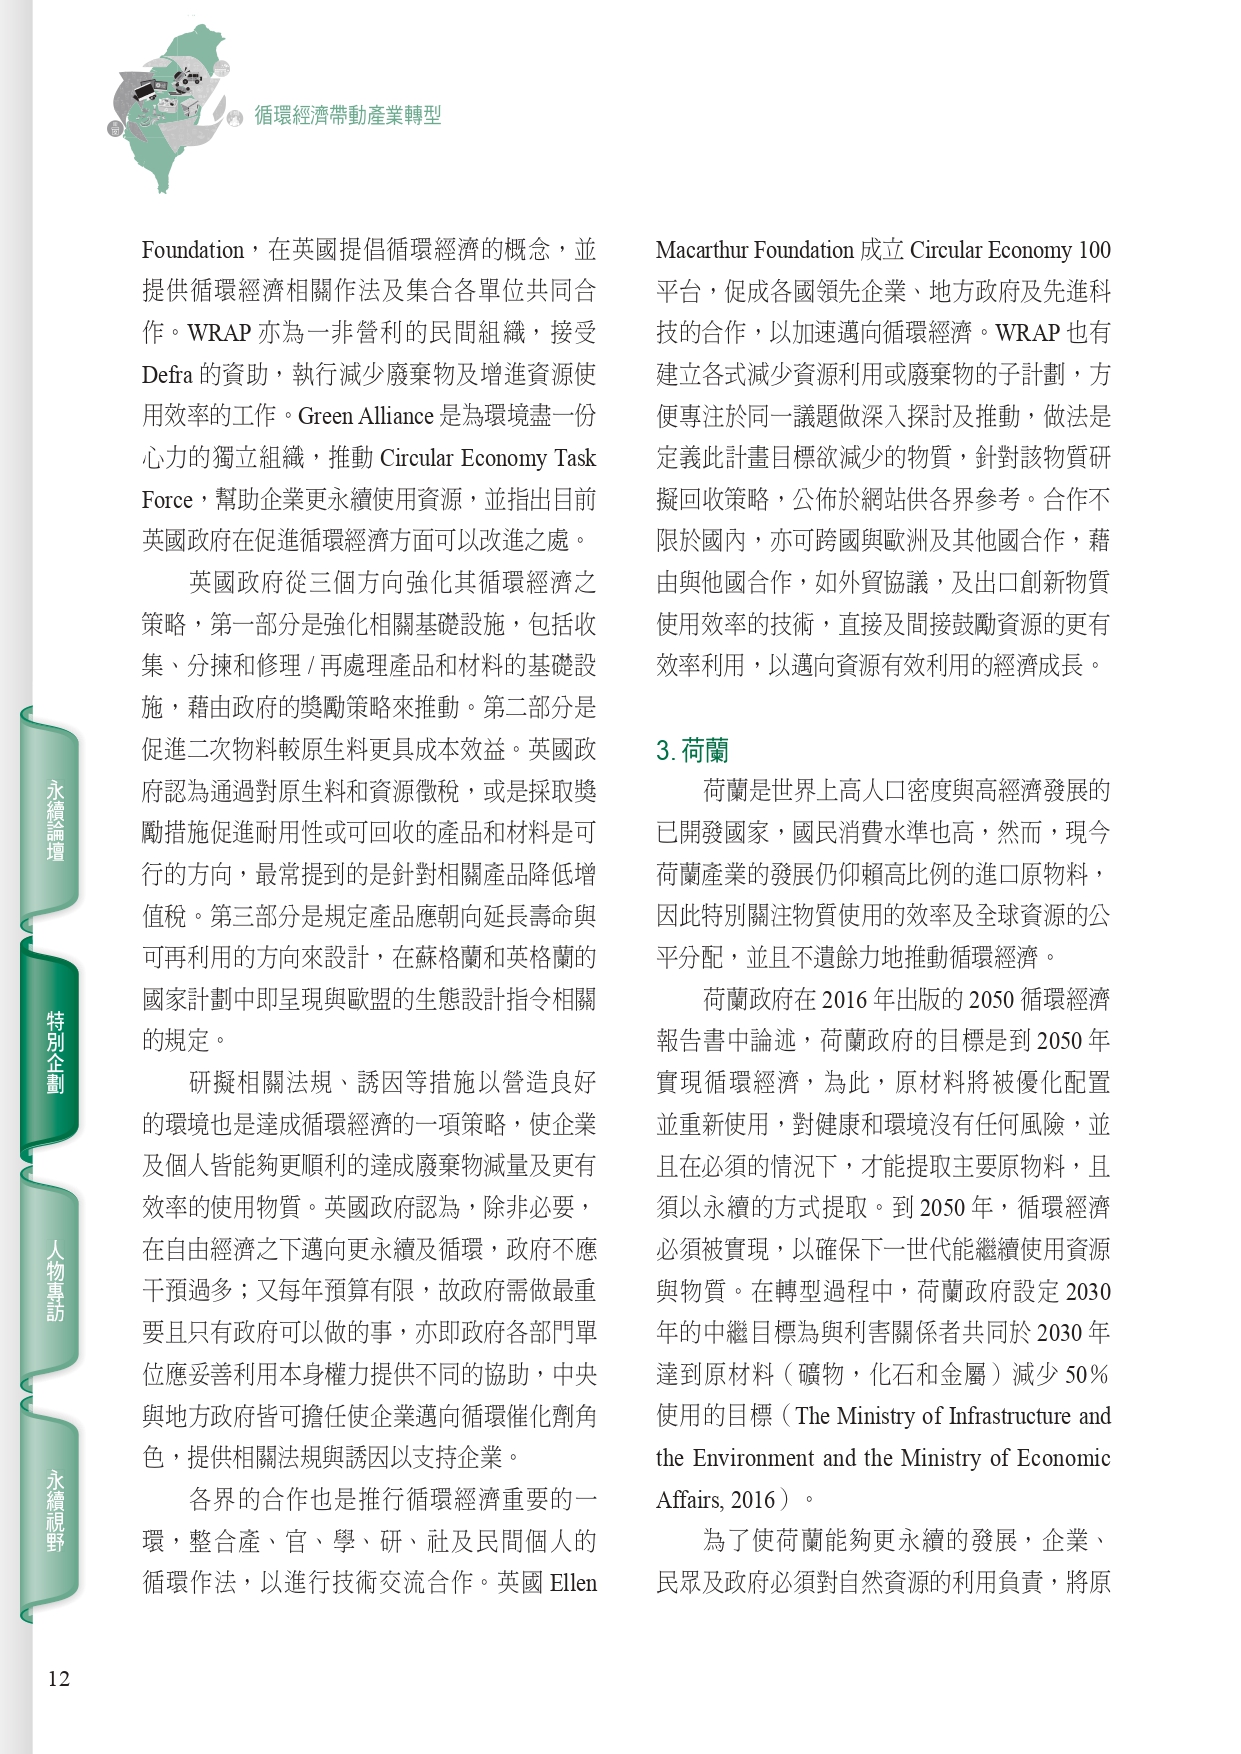 循環經濟帶動產業轉型
Foundation，在英國提倡循環經濟的概念，並
提供循環經濟相關作法及集合各單位共同合
作。WRAP 亦為一非營利的民間組織，接受
Defra 的資助，執行減少廢棄物及增進資源使
用效率的工作。Green Alliance 是為環境盡一份
心力的獨立組織，推動 Circular Economy Task
Force，幫助企業更永續使用資源，並指出目前
英國政府在促進循環經濟方面可以改進之處。
英國政府從三個方向強化其循環經濟之
策略，第一部分是強化相關基礎設施，包括收
集、分揀和修理 / 再處理產品和材料的基礎設
施，藉由政府的獎勵策略來推動。第二部分是
促進二次物料較原生料更具成本效益。英國政
府認為通過對原生料和資源徵稅，或是採取獎
勵措施促進耐用性或可回收的產品和材料是可
行的方向，最常提到的是針對相關產品降低增
值稅。第三部分是規定產品應朝向延長壽命與
可再利用的方向來設計，在蘇格蘭和英格蘭的
國家計劃中即呈現與歐盟的生態設計指令相關
的規定。
研擬相關法規、誘因等措施以營造良好
的環境也是達成循環經濟的一項策略，使企業
及個人皆能夠更順利的達成廢棄物減量及更有
效率的使用物質。英國政府認為，除非必要，
在自由經濟之下邁向更永續及循環，政府不應
干預過多；又每年預算有限，故政府需做最重
要且只有政府可以做的事，亦即政府各部門單
位應妥善利用本身權力提供不同的協助，中央
與地方政府皆可擔任使企業邁向循環催化劑角
色，提供相關法規與誘因以支持企業。
各界的合作也是推行循環經濟重要的一
環，整合產、官、學、研、社及民間個人的
循環作法，以進行技術交流合作。英國 Ellen
Macarthur Foundation 成立 Circular Economy 100
平台，促成各國領先企業、地方政府及先進科
技的合作，以加速邁向循環經濟。WRAP 也有
建立各式減少資源利用或廢棄物的子計劃，方
便專注於同一議題做深入探討及推動，做法是
定義此計畫目標欲減少的物質，針對該物質研
擬回收策略，公佈於網站供各界參考。合作不
限於國內，亦可跨國與歐洲及其他國合作，藉
由與他國合作，如外貿協議，及出口創新物質
使用效率的技術，直接及間接鼓勵資源的更有
效率利用，以邁向資源有效利用的經濟成長。
3. 荷蘭
荷蘭是世界上高人口密度與高經濟發展的
已開發國家，國民消費水準也高，然而，現今
荷蘭產業的發展仍仰賴高比例的進口原物料，
因此特別關注物質使用的效率及全球資源的公
平分配，並且不遺餘力地推動循環經濟。
荷蘭政府在 2016 年出版的 2050 循環經濟
報告書中論述，荷蘭政府的目標是到 2050 年
實現循環經濟，為此，原材料將被優化配置
並重新使用，對健康和環境沒有任何風險，並
且在必須的情況下，才能提取主要原物料，且
須以永續的方式提取。到 2050 年，循環經濟
必須被實現，以確保下一世代能繼續使用資源
與物質。在轉型過程中，荷蘭政府設定 2030
年的中繼目標為與利害關係者共同於 2030 年
達到原材料（礦物，化石和金屬）減少 50%
使用的目標（The Ministry of Infrastructure and
the Environment and the Ministry of Economic
Affairs, 2016）。
為了使荷蘭能夠更永續的發展，企業、
民眾及政府必須對自然資源的利用負責，將原
永續論壇
特別企劃
人物專訪
永續視野
12